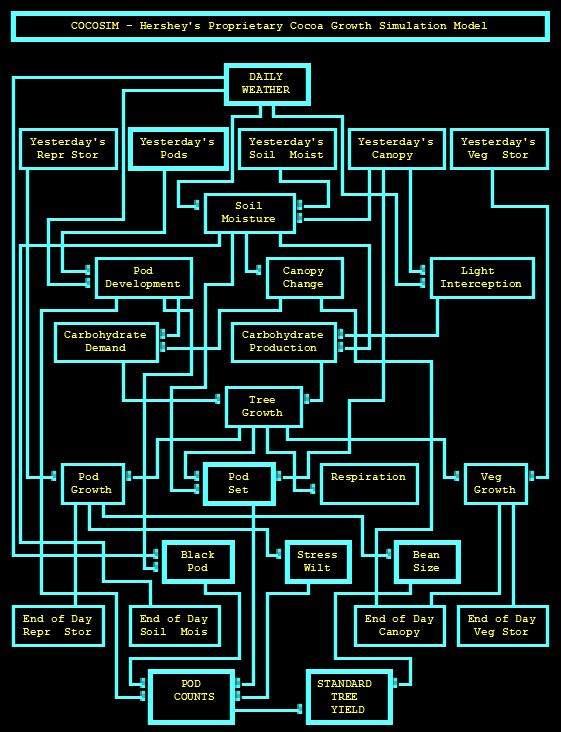 COCOSIM - Hershey's Proprietary Cocoa Growth Simulation Model
DAILY
WEATHER
Yesterday's
Repr Stor
Yesterday's
Pods
Yesterday's
Soil Moist
Yesterday's
Canopy
Yesterday's
Veg Stor
Soil
Moisture
Pod
Development
Canopy
Change
Light
Interception
Carbohydrate
Demand
Carbohydrate
Production
Tree
Growth
Pod
Growth
Pod
Set
Respiration
Veg
Growth
Black
Pod
Stress
Wilt
Bean
Size
End of Day
Repr Stor
End of Day
Soil Mois
End of Day
Canopy
End of Day
Veg Stor
POD
COUNTS
STANDARD
TREE
YIELD